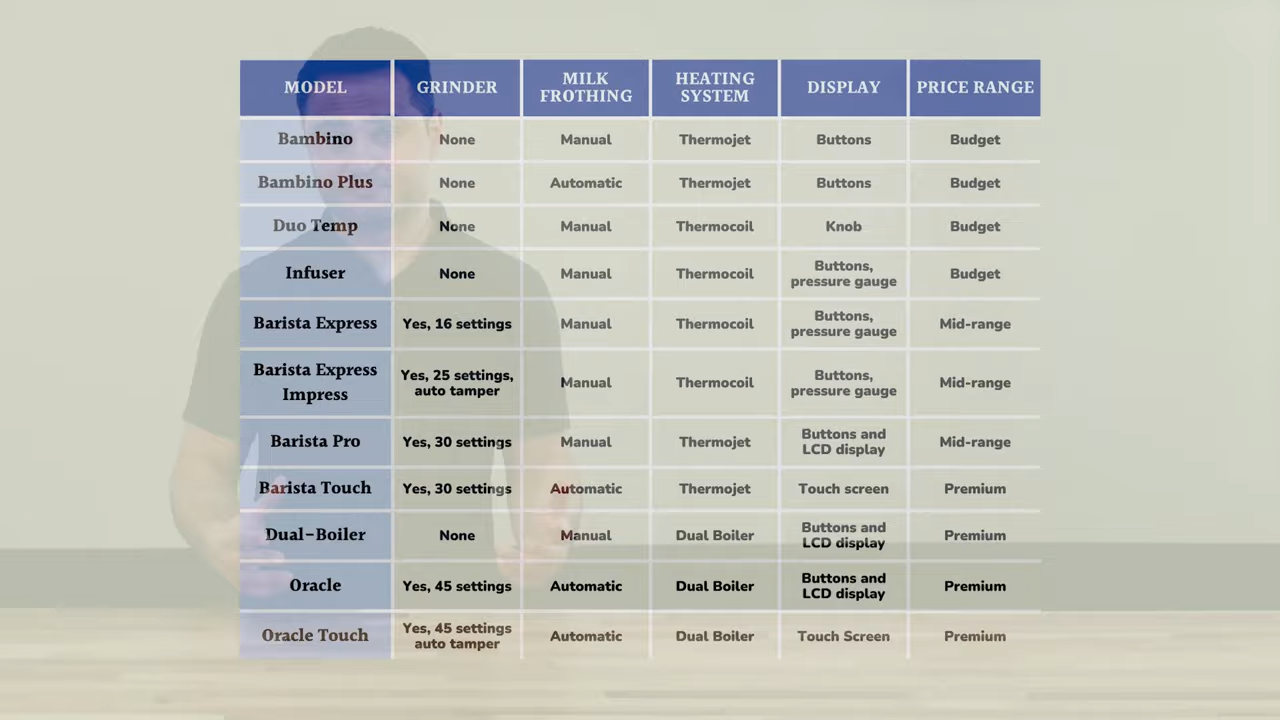 MODEL GRINDER MILK FROTHING HEATING SYSTEM DISPLAY PRICE RANGE
Bambino None Manual Thermojet Buttons Budget
Bambino Plus None Automatic Thermojet Buttons Budget
Duo Temp None Manual Thermocoil Knob Budget
Infuser None Manual Thermocoil Buttons, pressure gauge Budget
Barista Express Yes, 16 settings Manual Thermocoil Buttons, pressure gauge Mid-range
Barista Express Impress Yes, 25 settings, auto tamper Manual Thermocoil Buttons, pressure gauge Mid-range
Barista Pro Yes, 30 settings Manual Thermojet Buttons and LCD display Mid-range
Barista Touch Yes, 30 settings Automatic Thermojet Touch screen Premium
Dual-Boiler None Manual Dual Boiler Buttons and LCD display Premium
Oracle Yes, 45 settings Automatic Dual Boiler Buttons and LCD display Premium
Oracle Touch Yes, 45 settings auto tamper Automatic Dual Boiler Touch Screen Premium